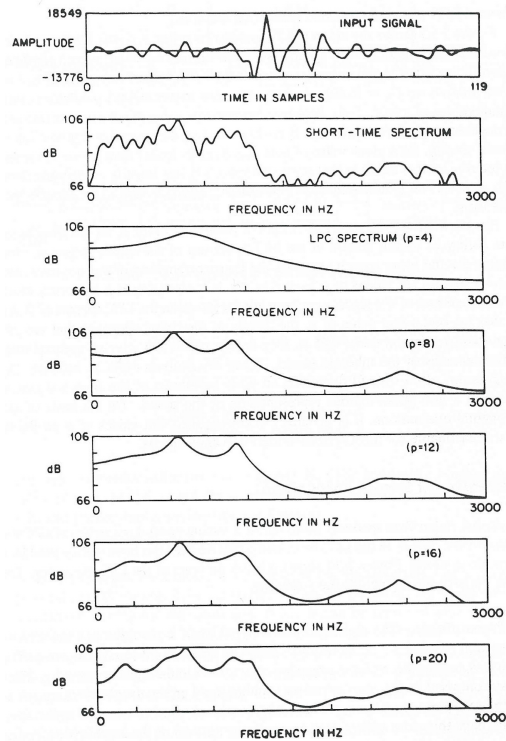 18549
INPUT SIGNAL
AMPLITUDE
-13776
0
119
TIME IN SAMPLES
106
SHORT-TIME SPECTRUM
dB
66
0
3000
FREQUENCY IN HZ
106
LPC SPECTRUM (p=4)
dB
66
0
3000
FREQUENCY IN HZ
106
(p=8)
dB
66
0
3000
FREQUENCY IN HZ
106
(p=12)
dB
66
0
3000
FREQUENCY IN HZ
106
(p=16)
dB
66
0
3000
FREQUENCY IN HZ
106
(p=20)
dB
66
0
3000
FREQUENCY IN HZ